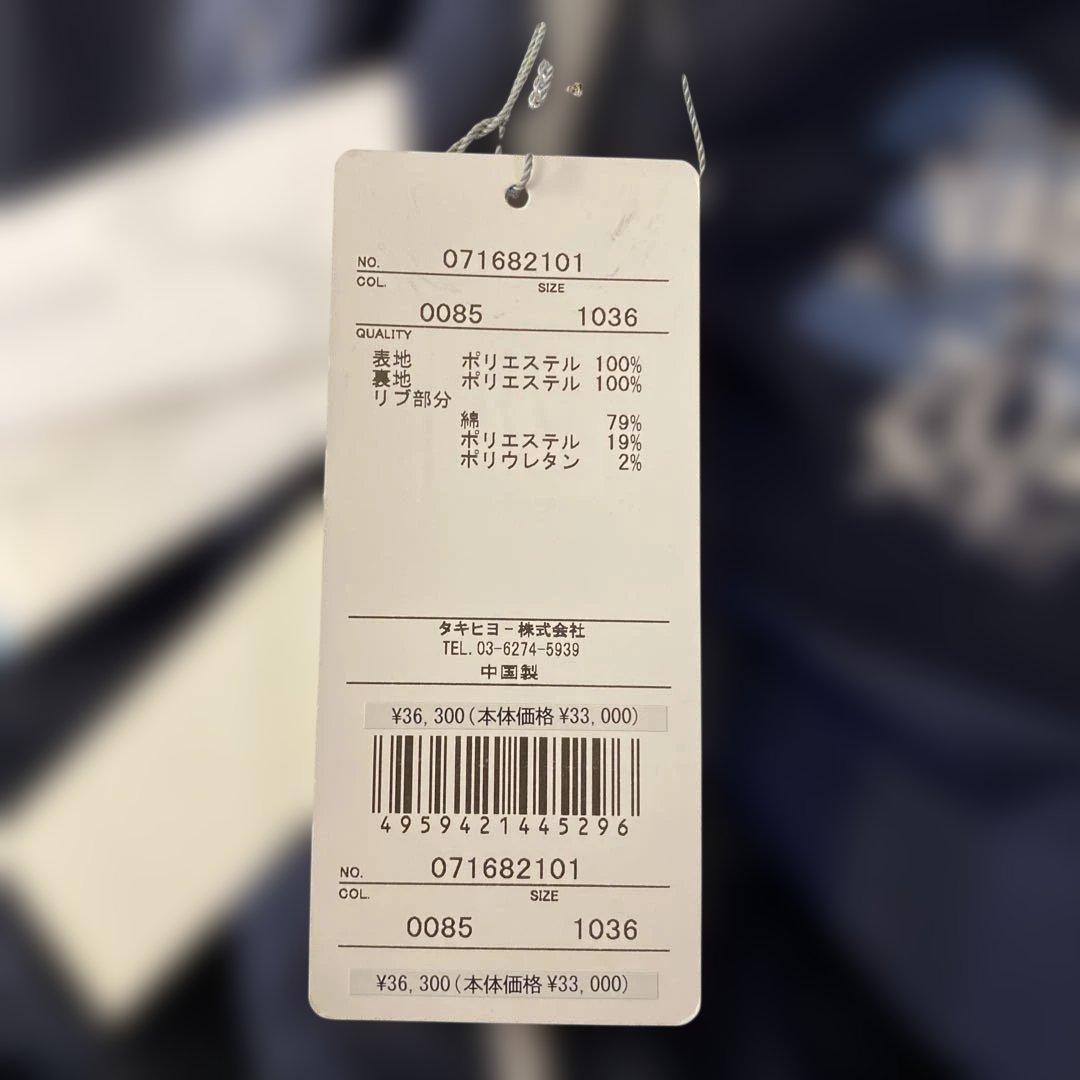 NO. 071682101
COL. SIZE
0085 1036
QUALITY
表地 ポリエステル 100%
裏地 ポリエステル 100%
リブ部分
綿 79%
ポリエステル 19%
ポリウレタン 2%
タキヒヨー株式会社
TEL.03-6274-5939
中国製
¥36,300(本体価格¥33,000)
4959421445296
NO. 071682101
COL. SIZE
0085 1036
¥36,300(本体価格¥33,000)